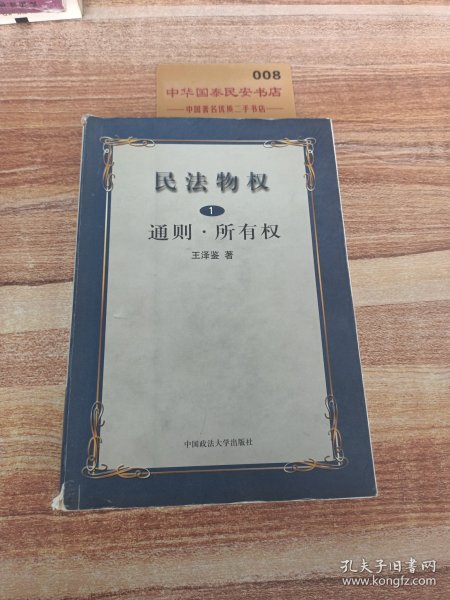 008
中华国泰民安书店
中国著名优质二手书店
民法物权
1
通则·所有权
王泽鉴 著
中国政法大学出版社
孔夫子旧书网
www.kongfz.com